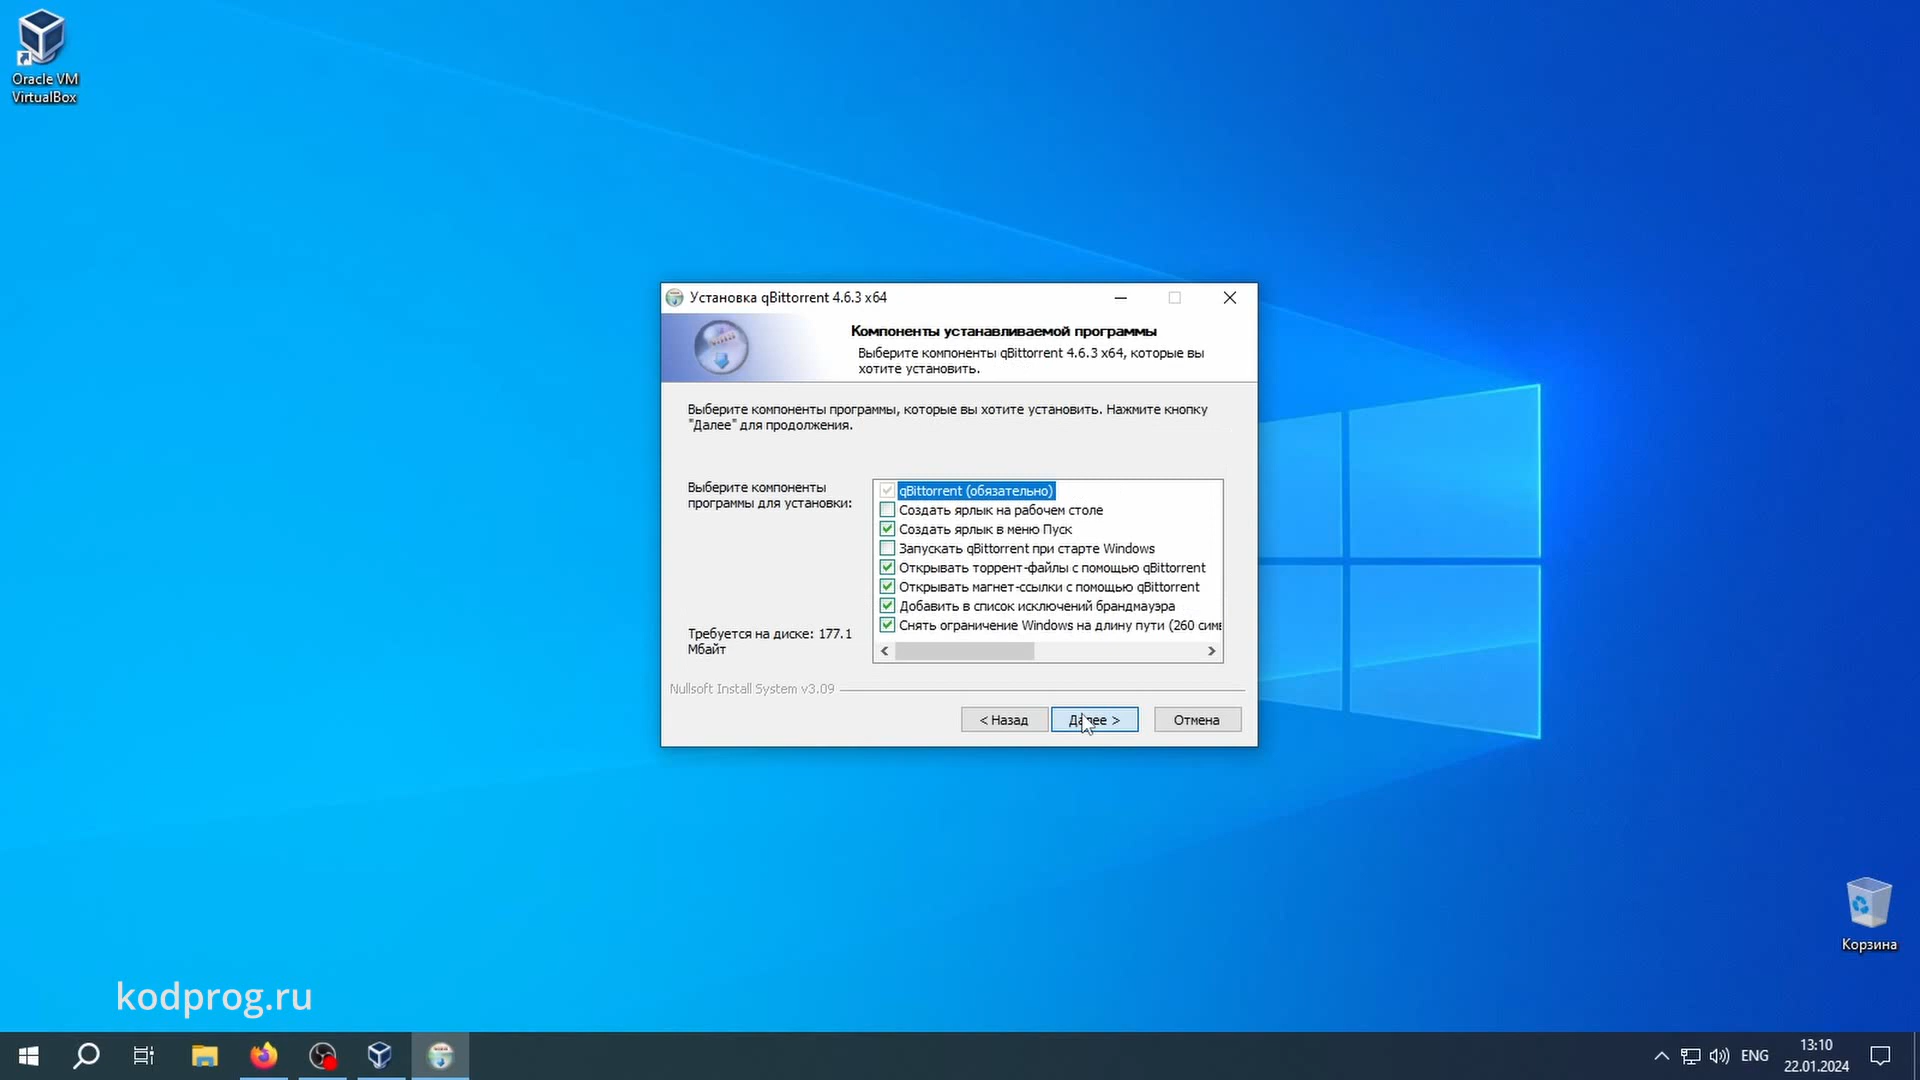 Oracle VM
VirtualBox
Установка qBittorrent 4.6.3 x64
Компоненты устанавливаемой программы
Выберите компоненты qBittorrent 4.6.3 x64, которые вы
хотите установить.
Выберите компоненты программы, которые вы хотите установить. Нажмите кнопку
"Далее" для продолжения.
Выберите компоненты
программы для установки:
qBittorrent (обязательно)
Создать ярлык на рабочем столе
Создать ярлык в меню Пуск
Запускать qBittorrent при старте Windows
Открывать торрент-файлы с помощью qBittorrent
Открывать магнет-ссылки с помощью qBittorrent
Добавить в список исключений брандмауэра
Снять ограничение Windows на длину пути (260 симв
Требуется на диске: 177.1
Мбайт
Nullsoft Install System v3.09
< Назад
Далее >
Отмена
Корзина
kodprog.ru
ENG
13:10
22.01.2024